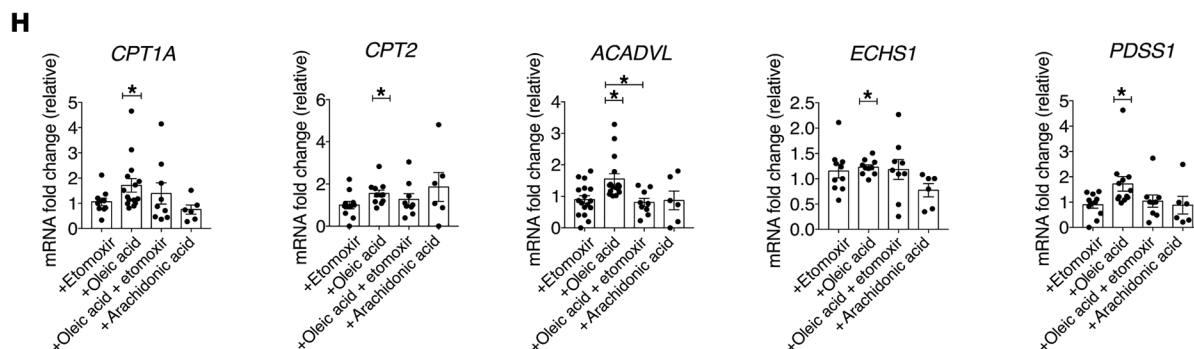 H
CPT1A
mRNA fold change (relative)
5
4
3
2
1
0
*
+Etomoxir
+Oleic acid
+Oleic acid + etomoxir
+Arachidonic acid
CPT2
mRNA fold change (relative)
6
4
2
0
*
+Etomoxir
+Oleic acid
+Oleic acid + etomoxir
+Arachidonic acid
ACADVL
mRNA fold change (relative)
4
3
2
1
0
*
*
+Etomoxir
+Oleic acid
+Oleic acid + etomoxir
+Arachidonic acid
ECHS1
mRNA fold change (relative)
2.5
2.0
1.5
1.0
0.5
0.0
*
+Etomoxir
+Oleic acid
+Oleic acid + etomoxir
+Arachidonic acid
PDSS1
mRNA fold change (relative)
5
4
3
2
1
0
*
+Etomoxir
+Oleic acid
+Oleic acid + etomoxir
+Arachidonic acid